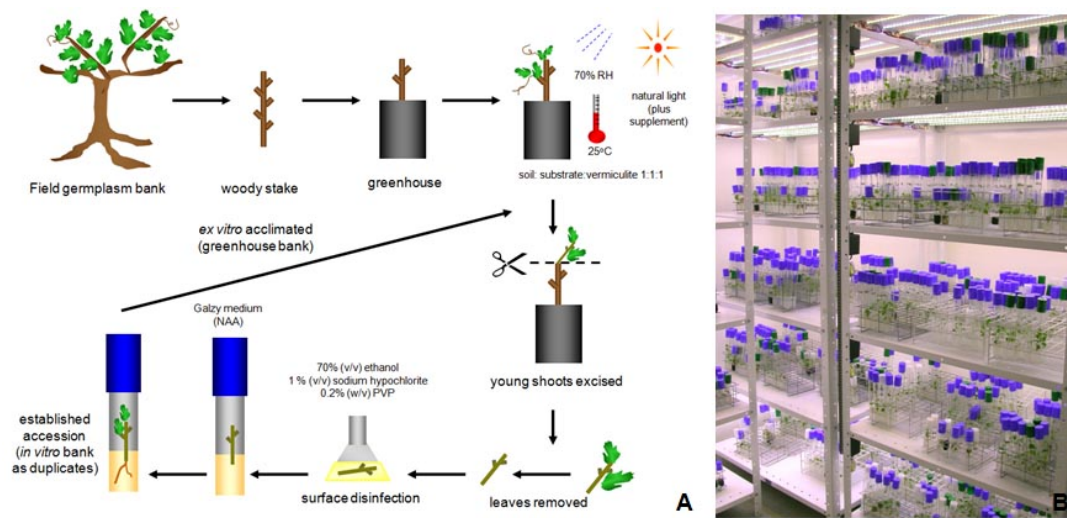 Field germplasm bank
woody stake
greenhouse
70% RH
25ºC
natural light
(plus
supplement)
soil: substrate:vermiculite 1:1:1
ex vitro acclimated
(greenhouse bank)
young shoots excised
leaves removed
70% (v/v) ethanol
1 % (v/v) sodium hypochlorite
0.2% (w/v) PVP
surface disinfection
Galzy medium
(NAA)
established
accession
(in vitro bank
as duplicates)
A
B